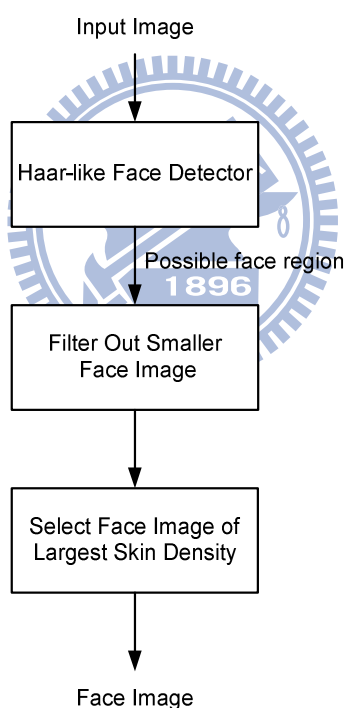 Input Image
Haar-like Face Detector
Possible face region
1896
Filter Out Smaller
Face Image
Select Face Image of
Largest Skin Density
Face Image